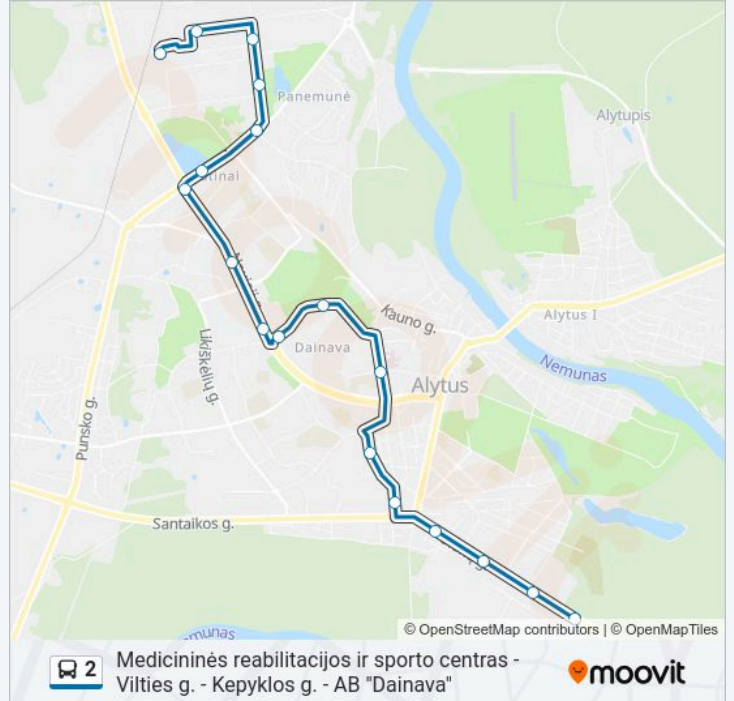 Panemunė
Alytupis
Kauno g.
Alytus I
Dainava
Likiškėlių g.
Nemunas
Alytus
Punsko g.
Santaikos g.
© OpenStreetMap contributors | © OpenMapTiles
2
Medicininės reabilitacijos ir sporto centras -
Vilties g. - Kepyklos g. - AB "Dainava"
moovit